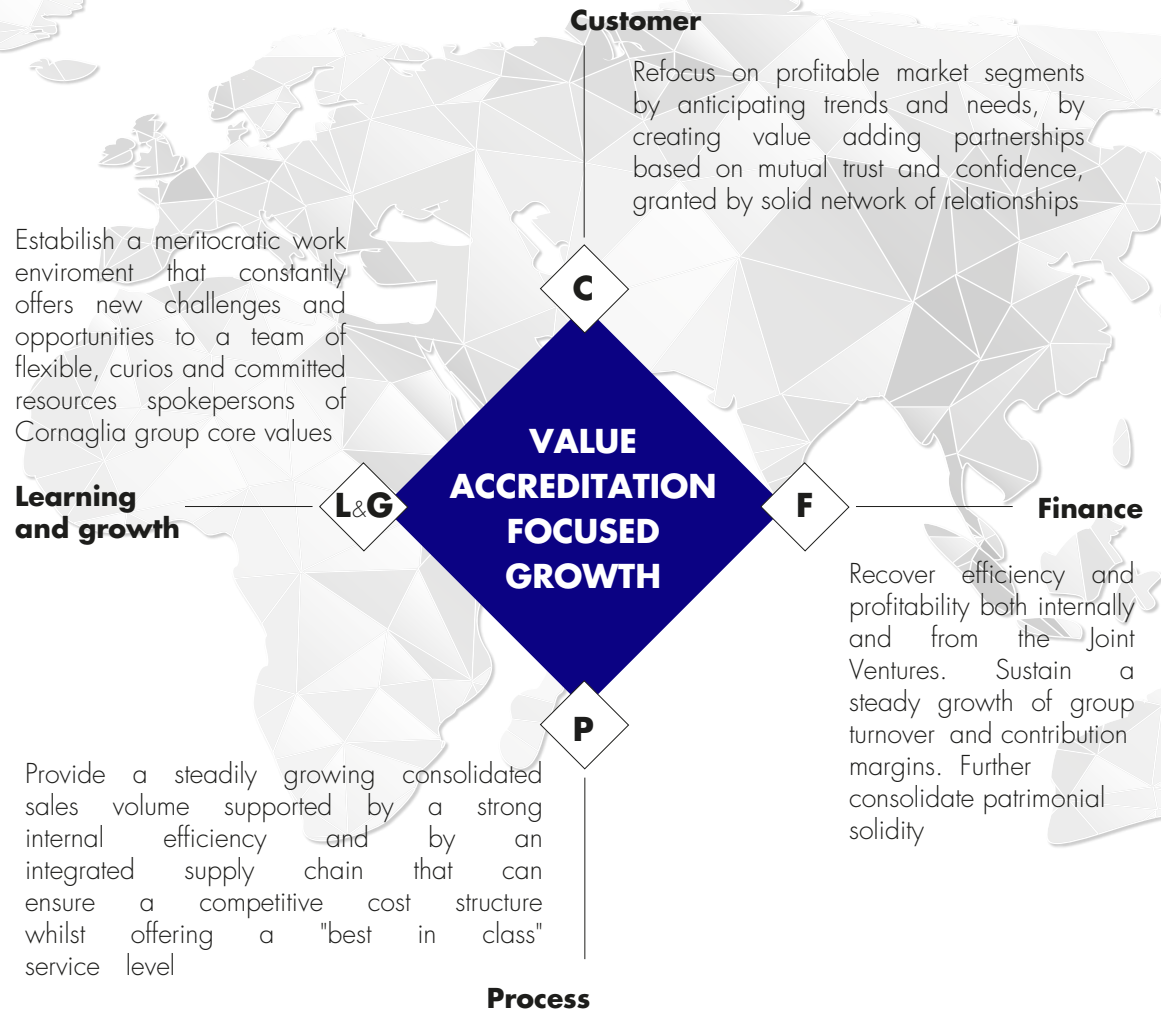 Customer
Refocus on profitable market segments
by anticipating trends and needs, by
creating value adding partnerships
based on mutual trust and confidence,
granted by solid network of relationships
Estabilish a meritocratic work
enviroment that constantly
offers new challenges and
opportunities to a team of
flexible, curios and committed
resources spokepersons of
Cornaglia group core values
Learning
and growth
C
L&G
VALUE
ACCREDITATION
FOCUSED
GROWTH
F
Finance
Recover efficiency and
profitability both internally
and from the Joint
Ventures. Sustain a
steady growth of group
turnover and contribution
margins. Further
consolidate patrimonial
solidity
P
Provide a steadily growing consolidated
sales volume supported by a strong
internal efficiency and by an
integrated supply chain that can
ensure a competitive cost structure
whilst offering a "best in class"
service level
Process